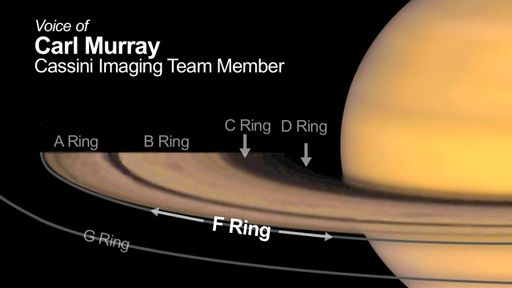 Voice of
Carl Murray
Cassini Imaging Team Member
A Ring
B Ring
C Ring
D Ring
F Ring
G Ring